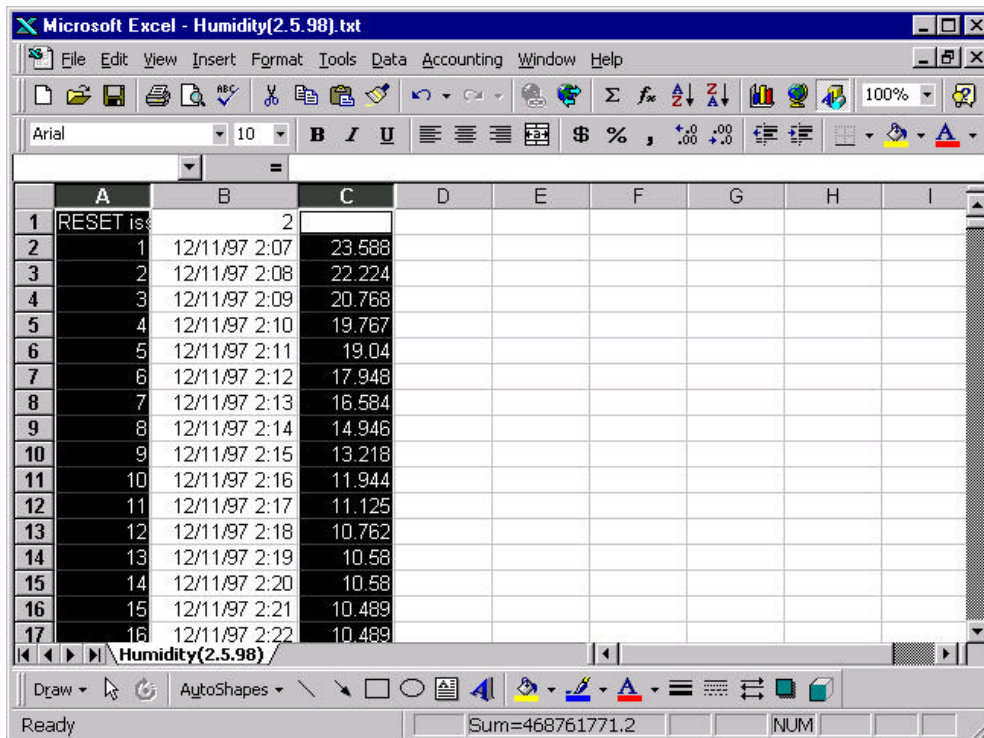 Microsoft Excel - Humidity(2.5.98).txt
File Edit View Insert Format Tools Data Accounting Window Help
ABC Σ fx A Z Z A 100%
Arial 10 B I U $ % , .0 .00 .00 .0 A
=
A B C D E F G H I
1 RESET iss 2
2 1 12/11/97 2:07 23.588
3 2 12/11/97 2:08 22.224
4 3 12/11/97 2:09 20.768
5 4 12/11/97 2:10 19.767
6 5 12/11/97 2:11 19.04
7 6 12/11/97 2:12 17.948
8 7 12/11/97 2:13 16.584
9 8 12/11/97 2:14 14.946
10 9 12/11/97 2:15 13.218
11 10 12/11/97 2:16 11.944
12 11 12/11/97 2:17 11.125
13 12 12/11/97 2:18 10.762
14 13 12/11/97 2:19 10.58
15 14 12/11/97 2:20 10.58
16 15 12/11/97 2:21 10.489
17 16 12/11/97 2:22 10.489
Humidity(2.5.98)
Draw AutoShapes A A
Ready Sum=468761771.2 NUM